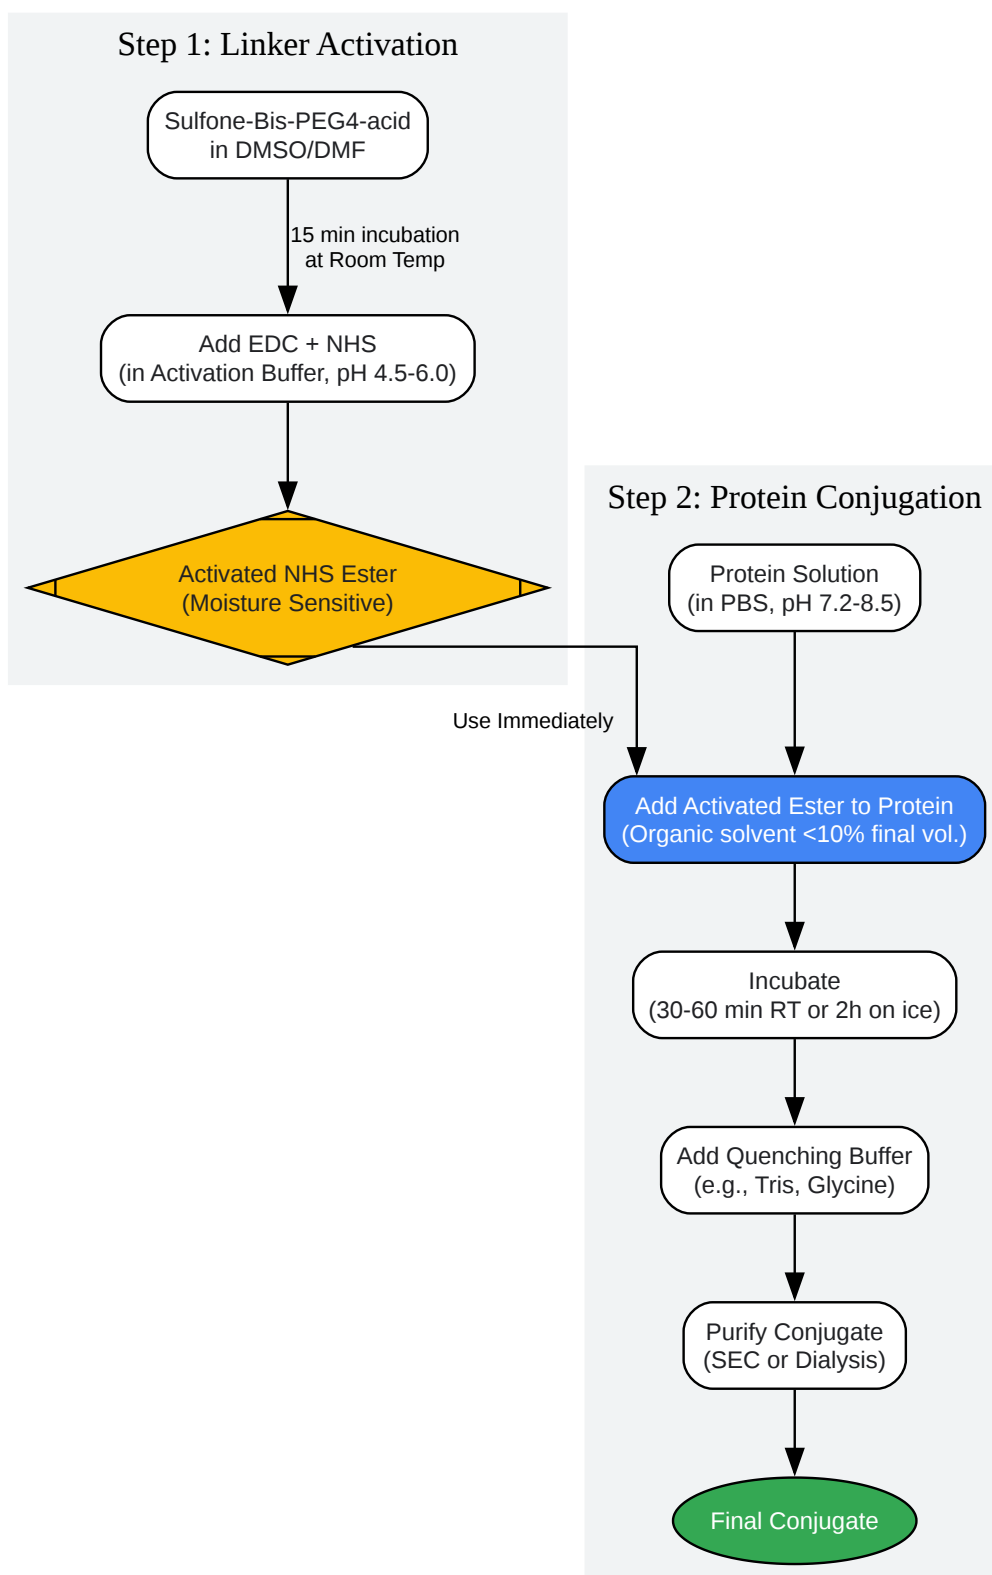 Step 1: Linker Activation
Sulfone-Bis-PEG4-acid
in DMSO/DMF
15 min incubation
at Room Temp
Add EDC + NHS
(in Activation Buffer, pH 4.5-6.0)
Activated NHS Ester
(Moisture Sensitive)
Use Immediately
Step 2: Protein Conjugation
Protein Solution
(in PBS, pH 7.2-8.5)
Add Activated Ester to Protein
(Organic solvent <10% final vol.)
Incubate
(30-60 min RT or 2h on ice)
Add Quenching Buffer
(e.g., Tris, Glycine)
Purify Conjugate
(SEC or Dialysis)
Final Conjugate